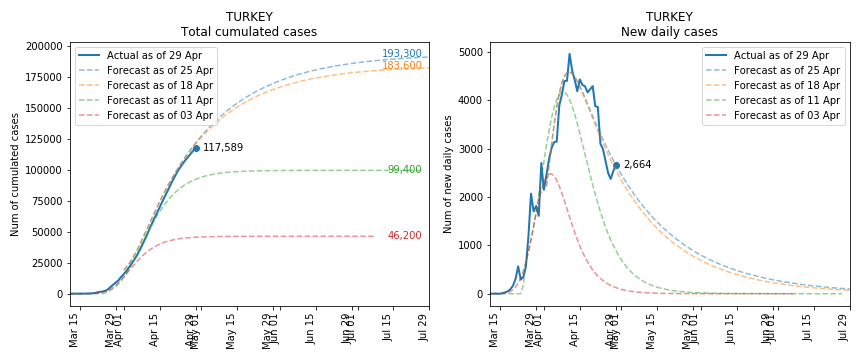 TURKEY
Total cumulated cases
Num of cumulated cases
200000
175000
150000
125000
100000
75000
50000
25000
0
Actual as of 29 Apr
Forecast as of 25 Apr
Forecast as of 18 Apr
Forecast as of 11 Apr
Forecast as of 03 Apr
193,300
183,600
117,589
99,400
46,200
Mar 15
Mar 29
Apr 01
Apr 15
Apr 29
May 01
May 15
May 29
Jun 01
Jun 15
Jun 29
Jul 01
Jul 15
Jul 29
TURKEY
New daily cases
Num of new daily cases
5000
4000
3000
2000
1000
0
Actual as of 29 Apr
Forecast as of 25 Apr
Forecast as of 18 Apr
Forecast as of 11 Apr
Forecast as of 03 Apr
2,664
Mar 15
Mar 29
Apr 01
Apr 15
Apr 29
May 01
May 15
May 29
Jun 01
Jun 15
Jun 29
Jul 01
Jul 15
Jul 29